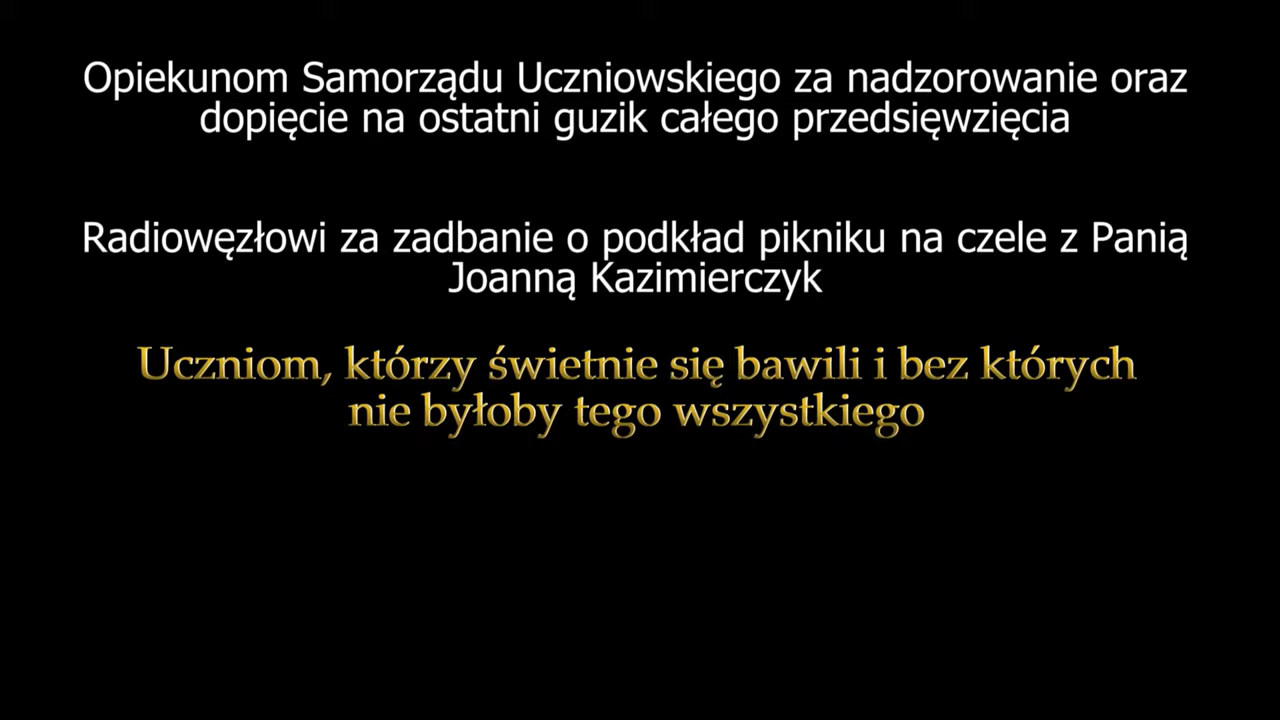 Opiekunom Samorządu Uczniowskiego za nadzorowanie oraz
dopięcie na ostatni guzik całego przedsięwzięcia
Radiowęzłowi za zadbanie o podkład pikniku na czele z Panią
Joanną Kazimierczyk
Uczniom, którzy świetnie się bawili i bez których
nie byłoby tego wszystkiego